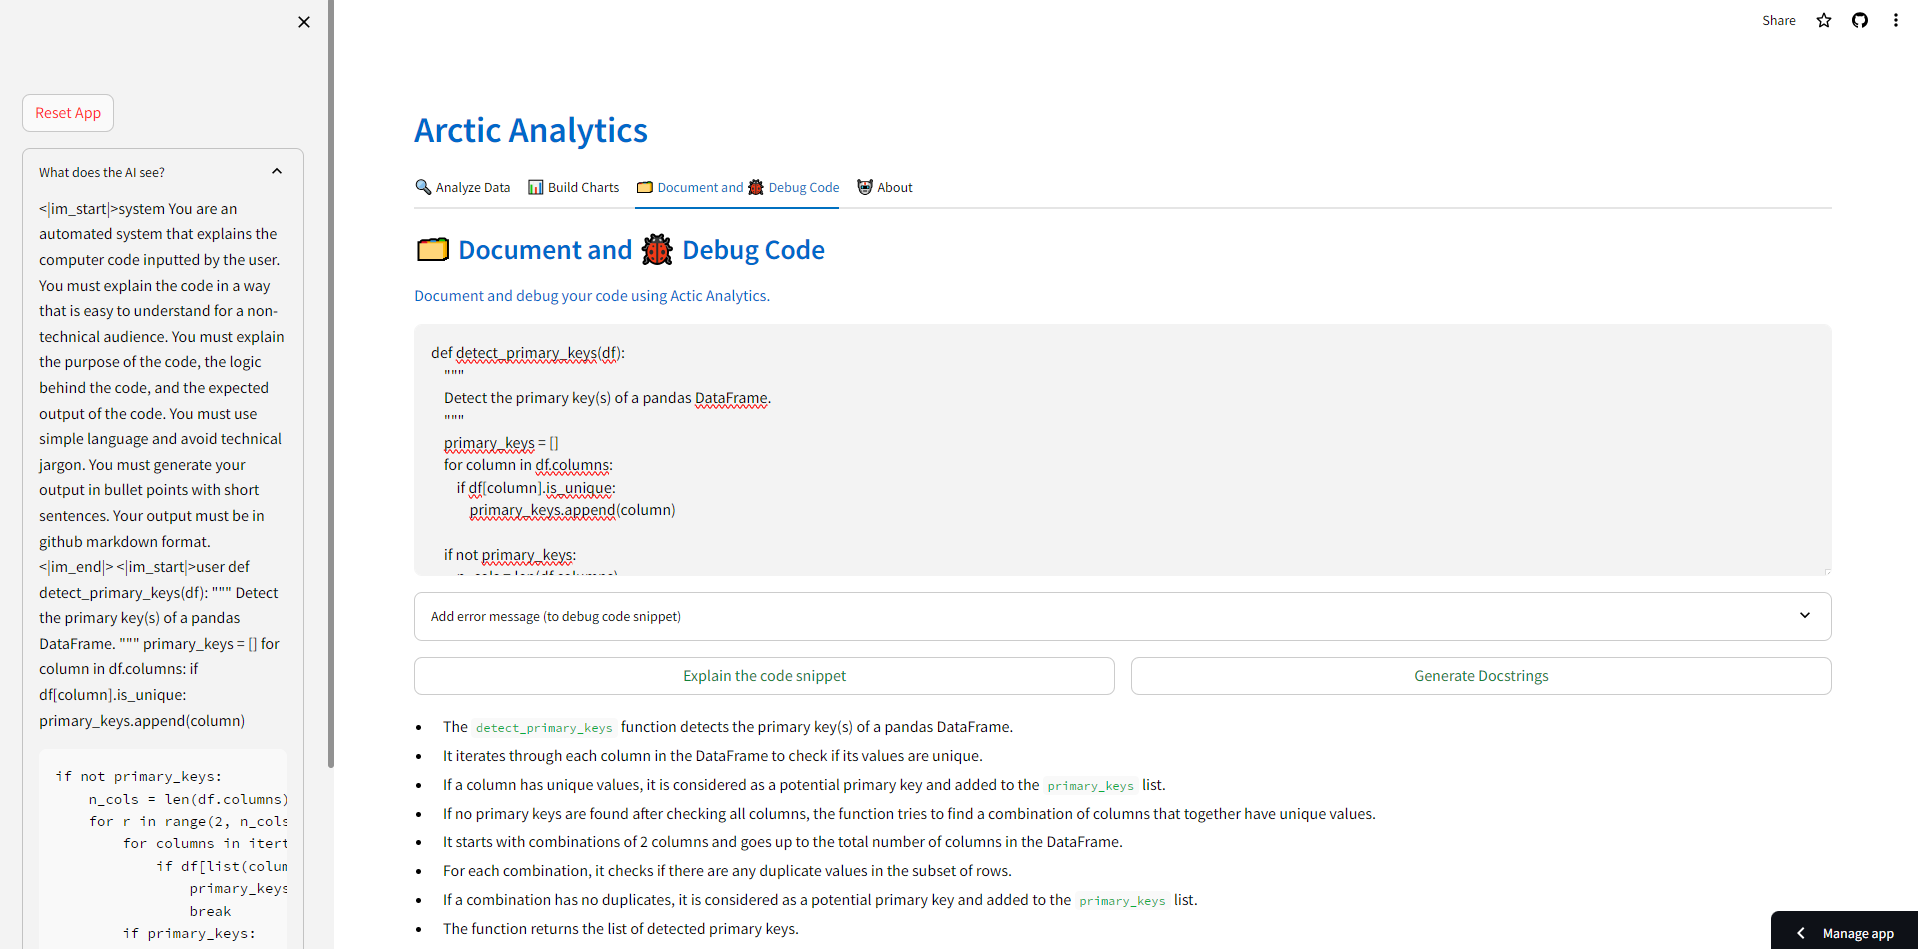 Share
Reset App
What does the AI see?
<|im_start|>system You are an
automated system that explains the
computer code inputted by the user.
You must explain the code in a way
that is easy to understand for a non-
technical audience. You must explain
the purpose of the code, the logic
behind the code, and the expected
output of the code. You must use
simple language and avoid technical
jargon. You must generate your
output in bullet points with short
sentences. Your output must be in
github markdown format.
<|im_end|> <|im_start|>user def
detect_primary_keys(df): """ Detect
the primary key(s) of a pandas
DataFrame. """ primary_keys = [] for
column in df.columns: if
df[column].is_unique:
primary_keys.append(column)
if not primary_keys:
n_cols = len(df.columns)
for r in range(2, n_cols
for columns in itert
if df[list(colum
primary_keys
break
if primary_keys:
Arctic Analytics
Analyze Data
Build Charts
Document and Debug Code
About
Document and Debug Code
Document and debug your code using Actic Analytics.
def detect_primary_keys(df):
"""
Detect the primary key(s) of a pandas DataFrame.
"""
primary_keys = []
for column in df.columns:
if df[column].is_unique:
primary_keys.append(column)
if not primary_keys:
n_cols = len(df.columns)
Add error message (to debug code snippet)
Explain the code snippet
Generate Docstrings
• The detect_primary_keys function detects the primary key(s) of a pandas DataFrame.
• It iterates through each column in the DataFrame to check if its values are unique.
• If a column has unique values, it is considered as a potential primary key and added to the primary_keys list.
• If no primary keys are found after checking all columns, the function tries to find a combination of columns that together have unique values.
• It starts with combinations of 2 columns and goes up to the total number of columns in the DataFrame.
• For each combination, it checks if there are any duplicate values in the subset of rows.
• If a combination has no duplicates, it is considered as a potential primary key and added to the primary_keys list.
• The function returns the list of detected primary keys.
Manage app